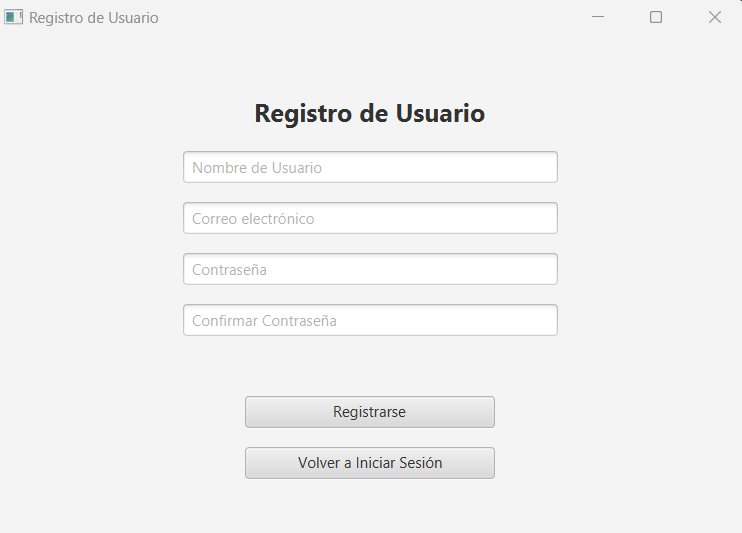 Registro de Usuario
Registro de Usuario
Nombre de Usuario
Correo electrónico
Contraseña
Confirmar Contraseña
Registrarse
Volver a Iniciar Sesión